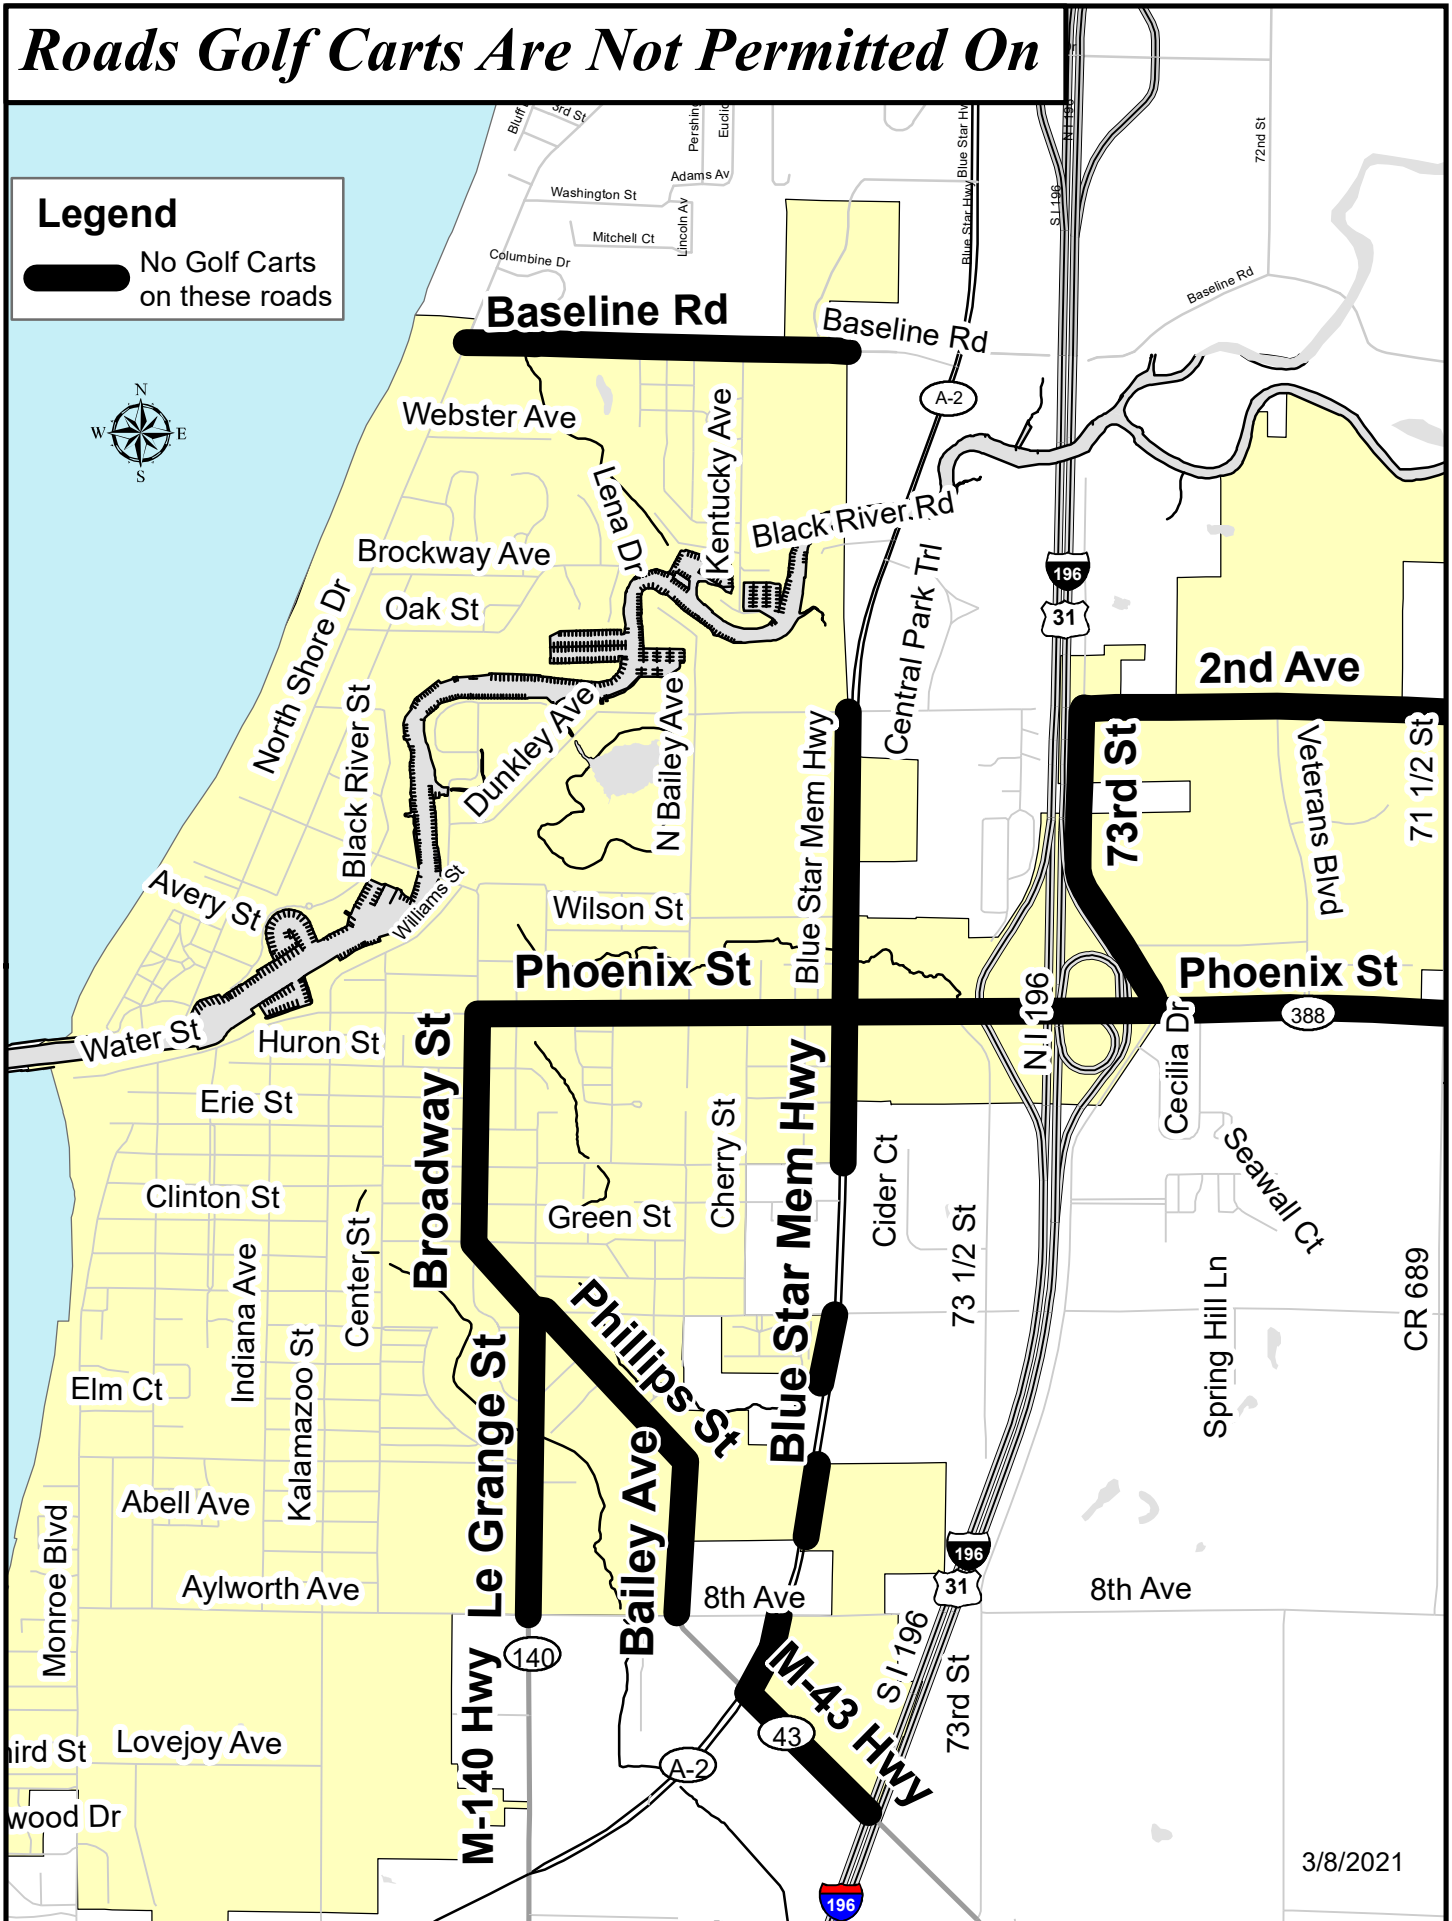 Roads Golf Carts Are Not Permitted On
Legend
No Golf Carts
on these roads
Bluff
3rd St
Pershing
Adams Av
Washington St
Lincoln Av
Mitchell Ct
Columbine Dr
Blue Star Hwy
Blue Star Hwy
N I 196
S I 196
72nd St
Baseline Rd
Baseline Rd
Baseline Rd
N
W
E
S
Webster Ave
A-2
Kentucky Ave
Lena Dr
Black River Rd
Brockway Ave
Oak St
Central Park Trl
196
31
North Shore Dr
Black River St
Dunkley Ave
N Bailey Ave
Blue Star Mem Hwy
2nd Ave
73rd St
Veterans Blvd
71 1/2 St
Avery St
Williams St
Wilson St
Phoenix St
Phoenix St
N I 196
388
Water St
Huron St
Cecilia Dr
Erie St
Broadway St
Cherry St
Blue Star Mem Hwy
Cider Ct
Seawall Ct
Clinton St
Green St
Center St
Indiana Ave
73 1/2 St
Spring Hill Ln
CR 689
Phillips St
Elm Ct
Kalamazoo St
Le Grange St
Bailey Ave
Abell Ave
Monroe Blvd
Aylworth Ave
8th Ave
196
31
8th Ave
140
M-140 Hwy
M-43 Hwy
S I 196
73rd St
43
A-2
Lovejoy Ave
hird St
wood Dr
3/8/2021
196